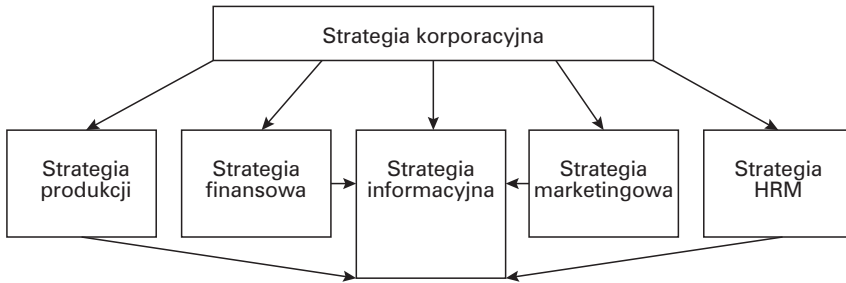 Strategia korporacyjna
Strategia
produkcji
Strategia
finansowa
Strategia
informacyjna
Strategia
marketingowa
Strategia
HRM